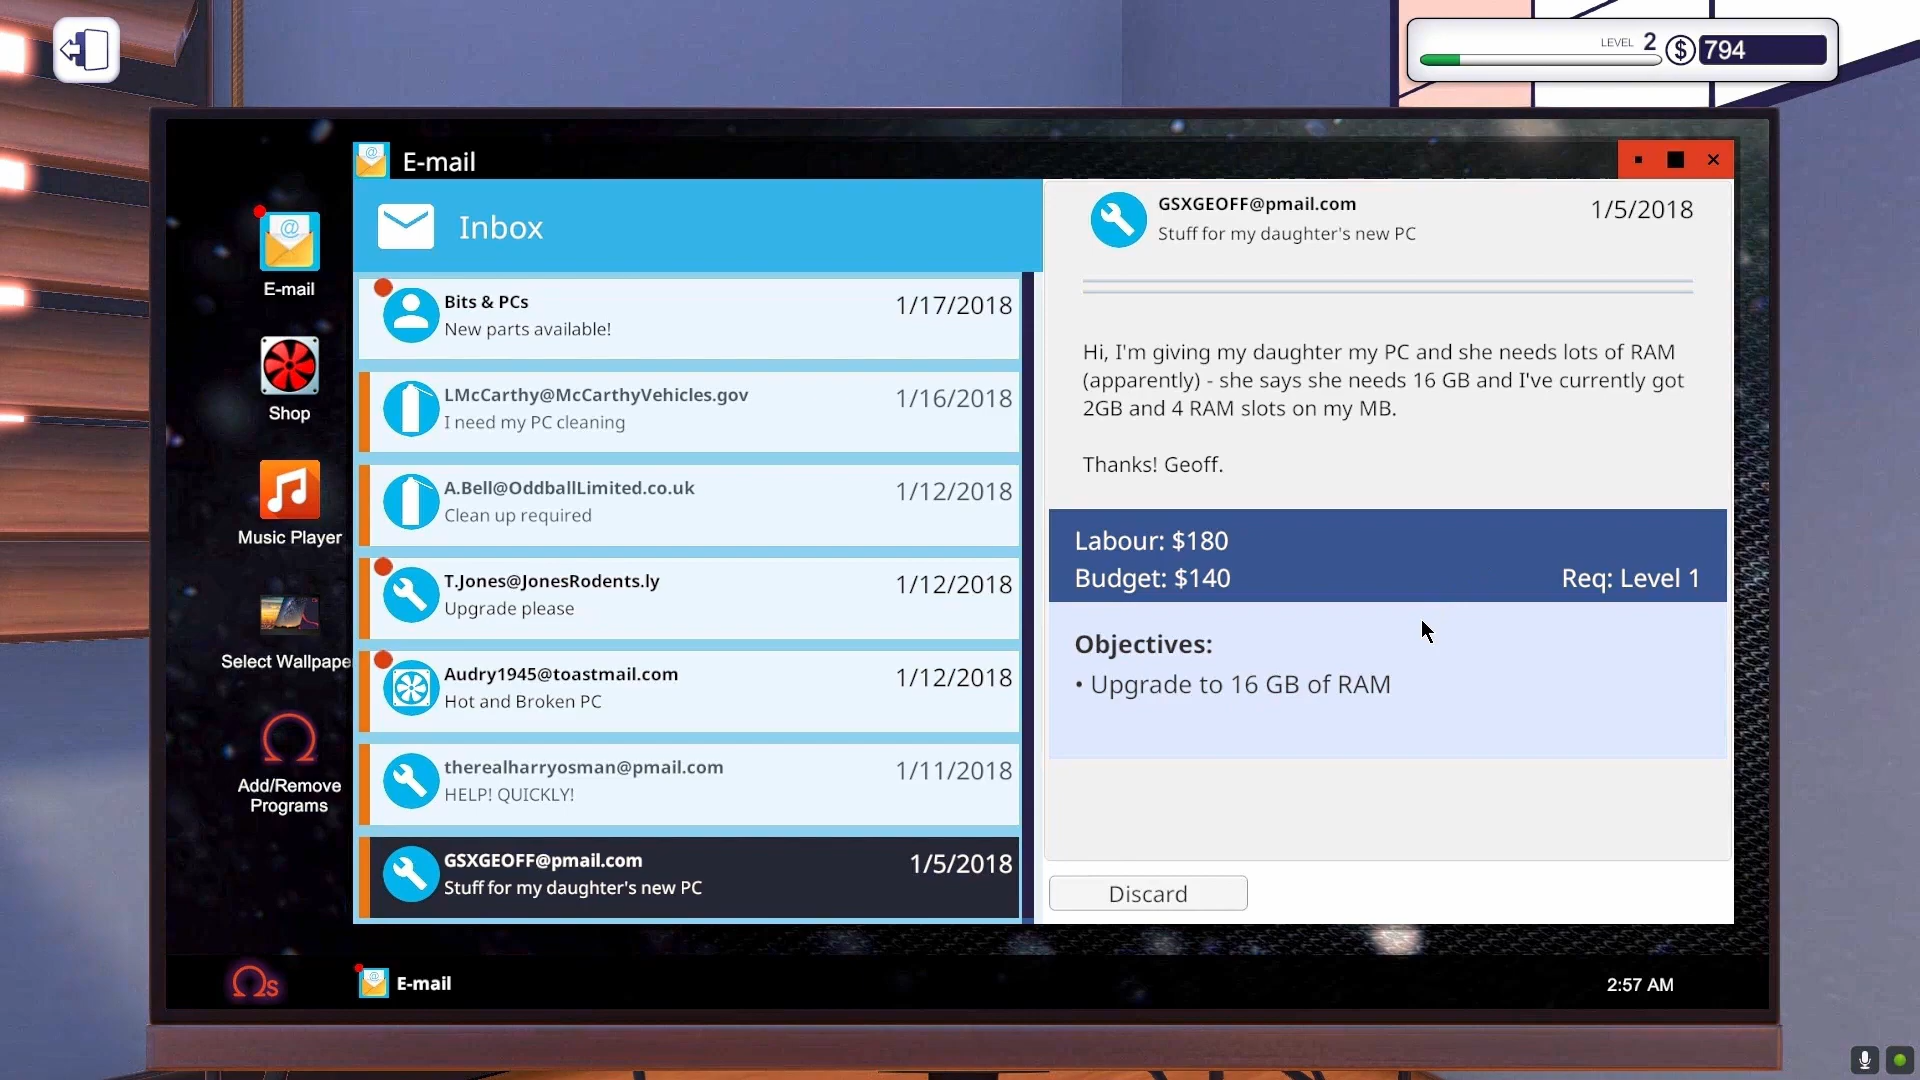 LEVEL 2
$ 794
E-mail
Inbox
Bits & PCs
1/17/2018
New parts available!
LMcCarthy@McCarthyVehicles.gov
1/16/2018
I need my PC cleaning
A.Bell@OddballLimited.co.uk
1/12/2018
Clean up required
T.Jones@JonesRodents.ly
1/12/2018
Upgrade please
Audry1945@toastmail.com
1/12/2018
Hot and Broken PC
therealharryosman@pmail.com
1/11/2018
HELP! QUICKLY!
GSXGEOFF@pmail.com
1/5/2018
Stuff for my daughter's new PC
E-mail
Shop
Music Player
Select Wallpape
Add/Remove
Programs
GSXGEOFF@pmail.com
1/5/2018
Stuff for my daughter's new PC
Hi, I'm giving my daughter my PC and she needs lots of RAM
(apparently) - she says she needs 16 GB and I've currently got
2GB and 4 RAM slots on my MB.
Thanks! Geoff.
Labour: $180
Budget: $140
Req: Level 1
Objectives:
• Upgrade to 16 GB of RAM
Discard
Ωs
E-mail
2:57 AM